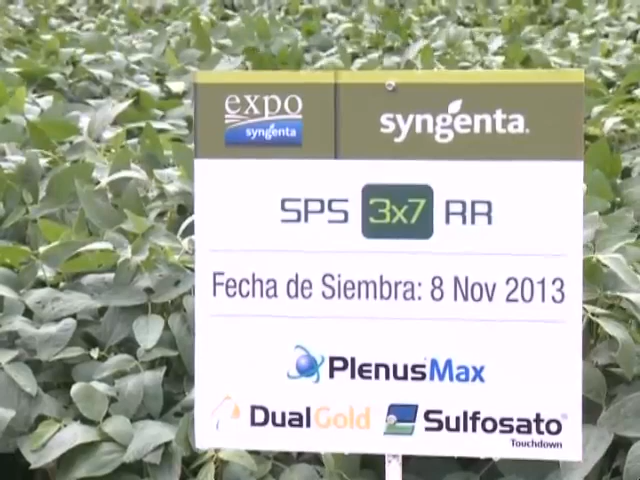 expo
syngenta
syngenta.
SPS 3x7 RR
Fecha de Siembra: 8 Nov 2013
PlenusMax
DualGold
Sulfosato
Touchdown